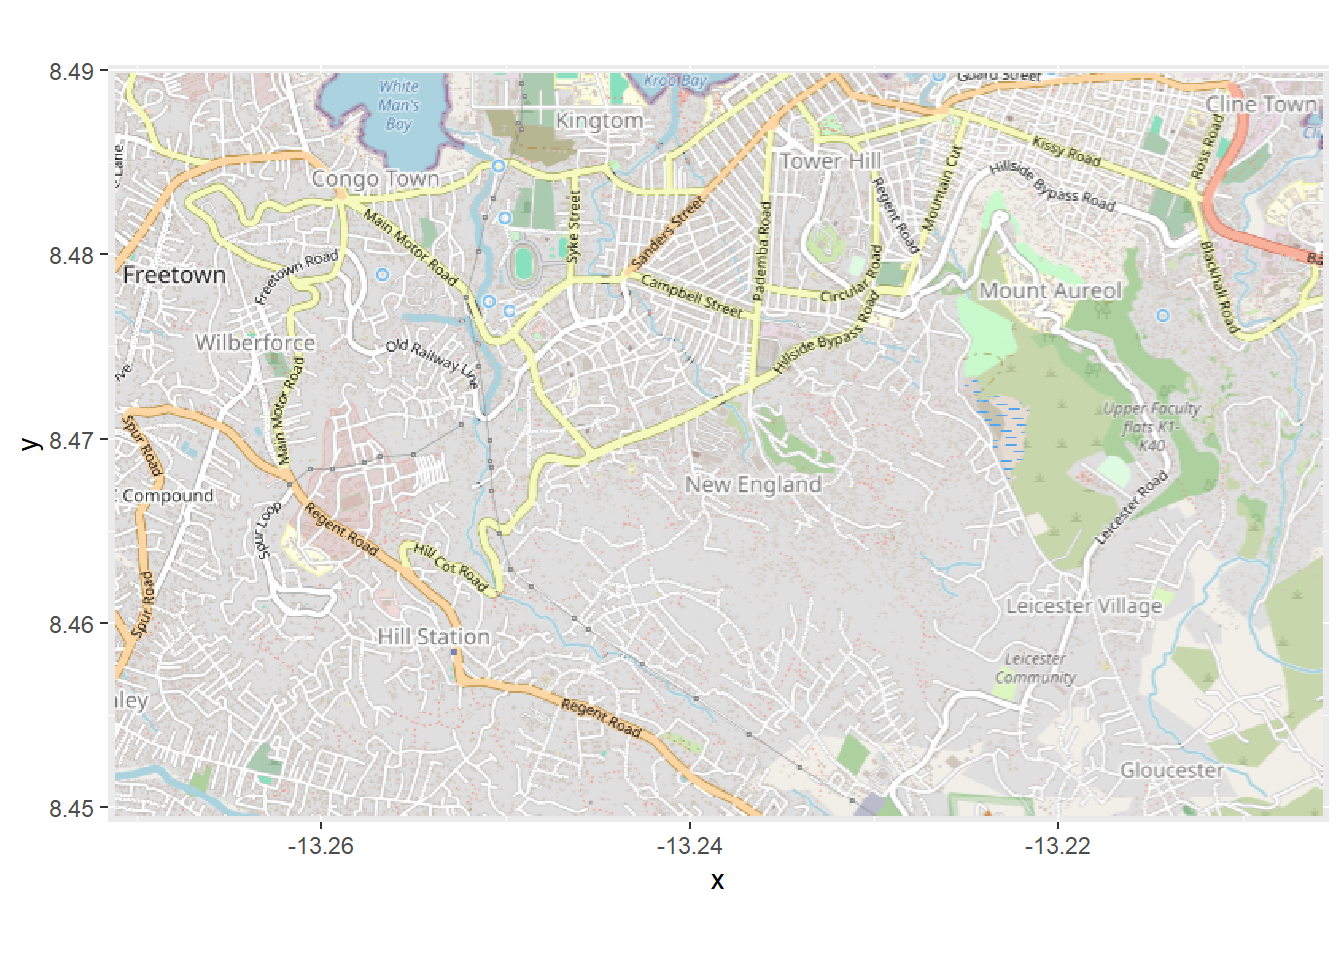 8.49
8.48
8.47
8.46
8.45
y
White
Man's
Bay
Kroo Bay
Guard Street
Cline Town
Kingtom
Tower Hill
Kissy Road
Ross Road
Congo Town
Hillside Bypass Road
Mountain Cut
Regent Road
Main Motor Road
Syke Street
Sanders Street
Pademba Road
Freetown
Freetown Road
Campbell Street
Circular Road
Mount Aureol
Blackhall Road
Wilberforce
Old Railway Line
Hillside Bypass Road
Main Motor Road
Upper Faculty
flats K1-
K40
Spur Road
Compound
New England
Leicester Road
Spur Loop
Regent Road
Hill Cot Road
Spur Road
Leicester Village
Hill Station
Leicester
Community
Regent Road
Gloucester
-13.26
-13.24
-13.22
x